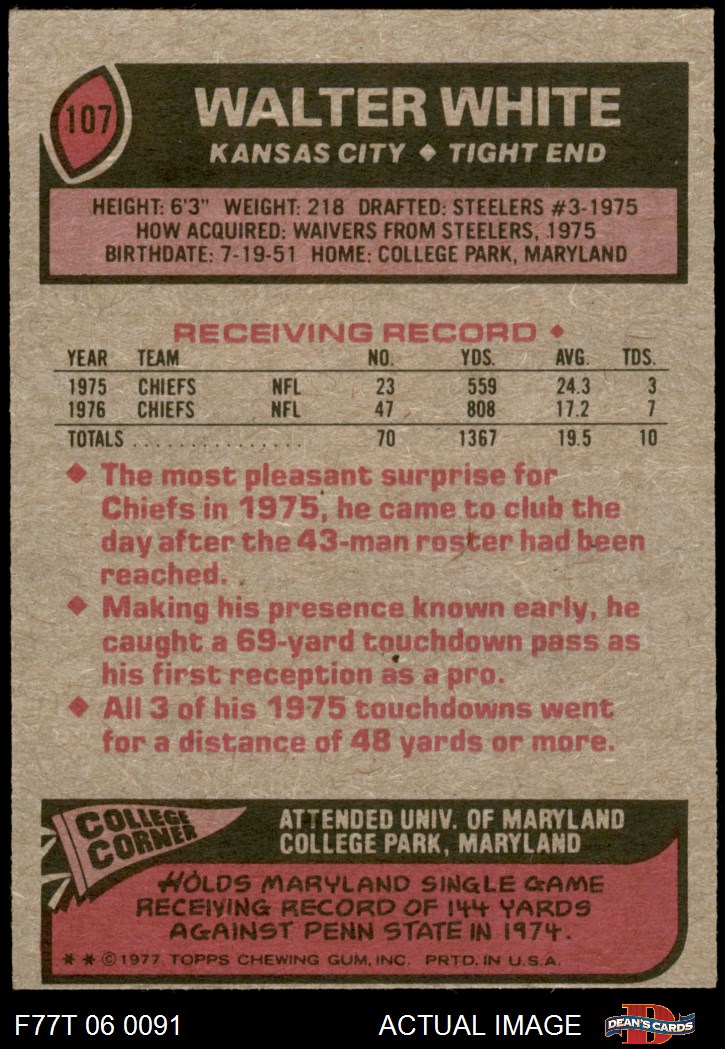 107
WALTER WHITE
KANSAS CITY ◆ TIGHT END
HEIGHT: 6'3" WEIGHT: 218 DRAFTED: STEELERS #3-1975
HOW ACQUIRED: WAIVERS FROM STEELERS, 1975
BIRTHDATE: 7-19-51 HOME: COLLEGE PARK, MARYLAND
RECEIVING RECORD ◆
YEAR TEAM NO. YDS. AVG. TDS.
1975 CHIEFS NFL 23 559 24.3 3
1976 CHIEFS NFL 47 808 17.2 7
TOTALS ................ 70 1367 19.5 10
◆ The most pleasant surprise for
Chiefs in 1975, he came to club the
day after the 43-man roster had been
reached.
◆ Making his presence known early, he
caught a 69-yard touchdown pass as
his first reception as a pro.
◆ All 3 of his 1975 touchdowns went
for a distance of 48 yards or more.
COLLEGE
CORNER
ATTENDED UNIV. OF MARYLAND
COLLEGE PARK, MARYLAND
HOLDS MARYLAND SINGLE GAME
RECEIVING RECORD OF 144 YARDS
AGAINST PENN STATE IN 1974.
* * © 1977 TOPPS CHEWING GUM, INC. PRTD. IN U.S.A.
F77T 06 0091 ACTUAL IMAGE
DEAN'S CARDS